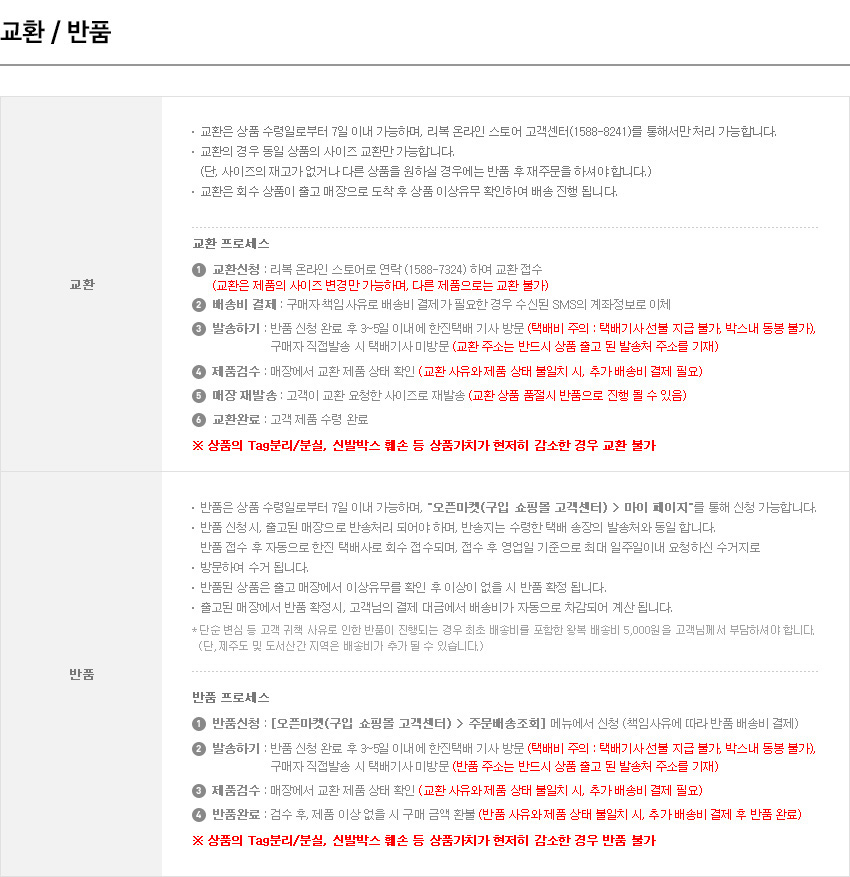 교환 / 반품
교환
· 교환은 상품 수령일로부터 7일 이내 가능하며, 리복 온라인 스토어 고객센터(1588-8241)를 통해서만 처리 가능합니다.
· 교환의 경우 동일 상품의 사이즈 교환만 가능합니다.
(단, 사이즈의 재고가 없거나 다른 상품을 원하실 경우에는 반품 후 재주문을 하셔야 합니다.)
· 교환은 회수 상품이 출고 매장으로 도착 후 상품 이상유무 확인하여 배송 진행 됩니다.
교환 프로세스
1 교환신청 : 리복 온라인 스토어로 연락 (1588-7324) 하여 교환 접수
(교환은 제품의 사이즈 변경만 가능하며, 다른 제품으로는 교환 불가)
2 배송비 결제 : 구매자 책임 사유로 배송비 결제가 필요한 경우 수신된 SMS의 계좌정보로 이체
3 발송하기 : 반품 신청 완료 후 3~5일 이내에 한진택배 기사 방문 (택배비 주의 : 택배기사 선불 지급 불가, 박스내 동봉 불가),
구매자 직접발송 시 택배기사 미방문 (교환 주소는 반드시 상품 출고 된 발송처 주소를 기재)
4 제품검수 : 매장에서 교환 제품 상태 확인 (교환 사유와 제품 상태 불일치 시, 추가 배송비 결제 필요)
5 매장 재발송 : 고객이 교환 요청한 사이즈로 재발송 (교환 상품 품절시 반품으로 진행 될 수 있음)
6 교환완료 : 고객 제품 수령 완료
※ 상품의 Tag분리/분실, 신발박스 훼손 등 상품가치가 현저히 감소한 경우 교환 불가
반품
· 반품은 상품 수령일로부터 7일 이내 가능하며, "오픈마켓(구입 쇼핑몰 고객센터) > 마이 페이지"를 통해 신청 가능합니다.
· 반품 신청시, 출고된 매장으로 반송처리 되어야 하며, 반송지는 수령한 택배 송장의 발송처와 동일 합니다.
반품 접수 후 자동으로 한진 택배사로 회수 접수되며, 접수 후 영업일 기준으로 최대 일주일이내 요청하신 수거지로
· 방문하여 수거 됩니다.
· 반품된 상품은 출고 매장에서 이상유무를 확인 후 이상이 없을 시 반품 확정 됩니다.
· 출고된 매장에서 반품 확정시, 고객님의 결제 대금에서 배송비가 자동으로 차감되어 계산 됩니다.
* 단순 변심 등 고객 귀책 사유로 인한 반품이 진행되는 경우 최초 배송비를 포함한 왕복 배송비 5,000원을 고객님께서 부담하셔야 합니다.
(단, 제주도 및 도서산간 지역은 배송비가 추가 될 수 있습니다.)
반품 프로세스
1 반품신청 : [오픈마켓(구입 쇼핑몰 고객센터) > 주문배송조회] 메뉴에서 신청 (책임사유에 따라 반품 배송비 결제)
2 발송하기 : 반품 신청 완료 후 3~5일 이내에 한진택배 기사 방문 (택배비 주의 : 택배기사 선불 지급 불가, 박스내 동봉 불가),
구매자 직접발송 시 택배기사 미방문 (반품 주소는 반드시 상품 출고 된 발송처 주소를 기재)
3 제품검수 : 매장에서 교환 제품 상태 확인 (교환 사유와 제품 상태 불일치 시, 추가 배송비 결제 필요)
4 반품완료 : 검수 후, 제품 이상 없을 시 구매 금액 환불 (반품 사유와 제품 상태 불일치 시, 추가 배송비 결제 후 반품 완료)
※ 상품의 Tag분리/분실, 신발박스 훼손 등 상품가치가 현저히 감소한 경우 반품 불가